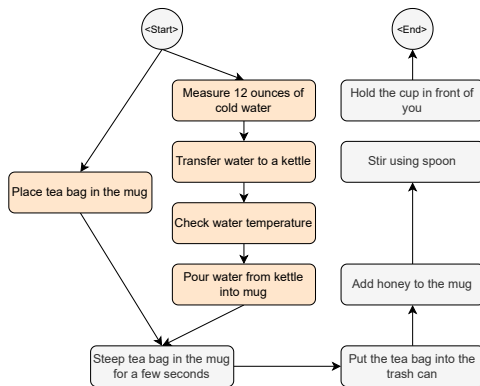 <Start>
<End>
Measure 12 ounces of
cold water
Hold the cup in front of
you
Transfer water to a kettle
Stir using spoon
Place tea bag in the mug
Check water temperature
Pour water from kettle
into mug
Add honey to the mug
Steep tea bag in the mug
for a few seconds
Put the tea bag into the
trash can